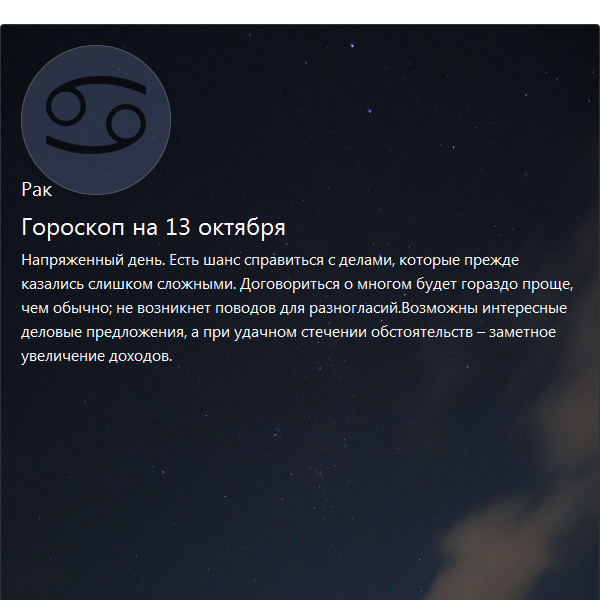 Рак
Гороскоп на 13 октября
Напряженный день. Есть шанс справиться с делами, которые прежде
казались слишком сложными. Договориться о многом будет гораздо проще,
чем обычно; не возникнет поводов для разногласий.Возможны интересные
деловые предложения, а при удачном стечении обстоятельств – заметное
увеличение доходов.